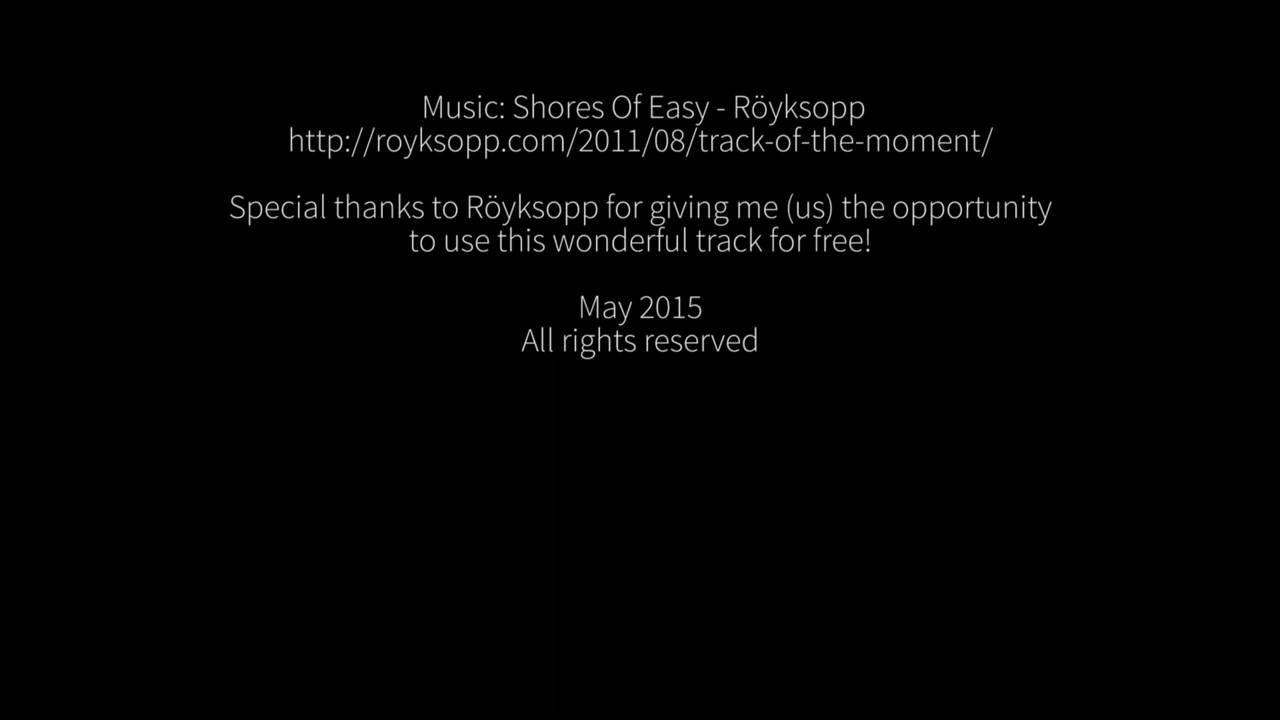 Music: Shores Of Easy - Röyksopp
http://royksopp.com/2011/08/track-of-the-moment/
Special thanks to Röyksopp for giving me (us) the opportunity
to use this wonderful track for free!
May 2015
All rights reserved